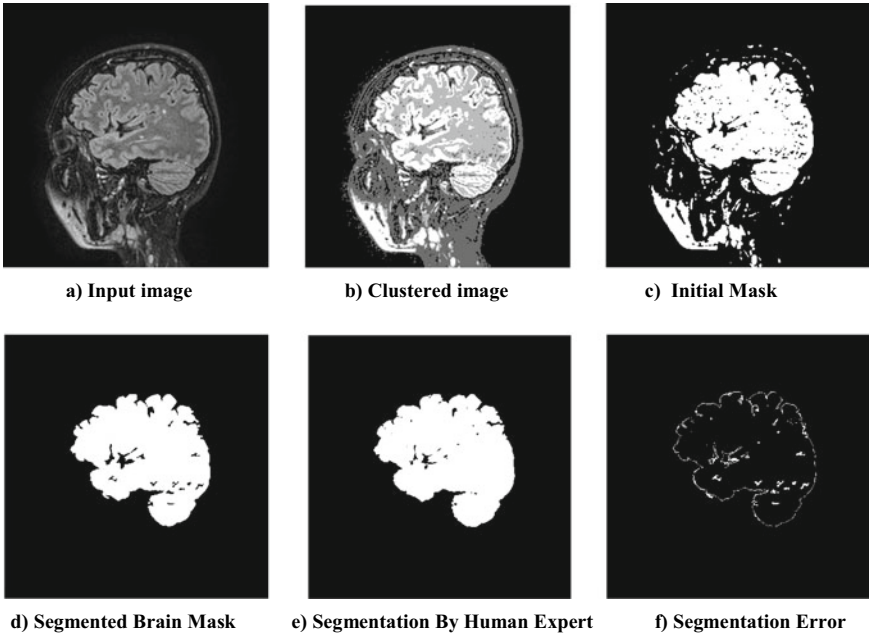 a) Input image
b) Clustered image
c) Initial Mask
d) Segmented Brain Mask
e) Segmentation By Human Expert
f) Segmentation Error